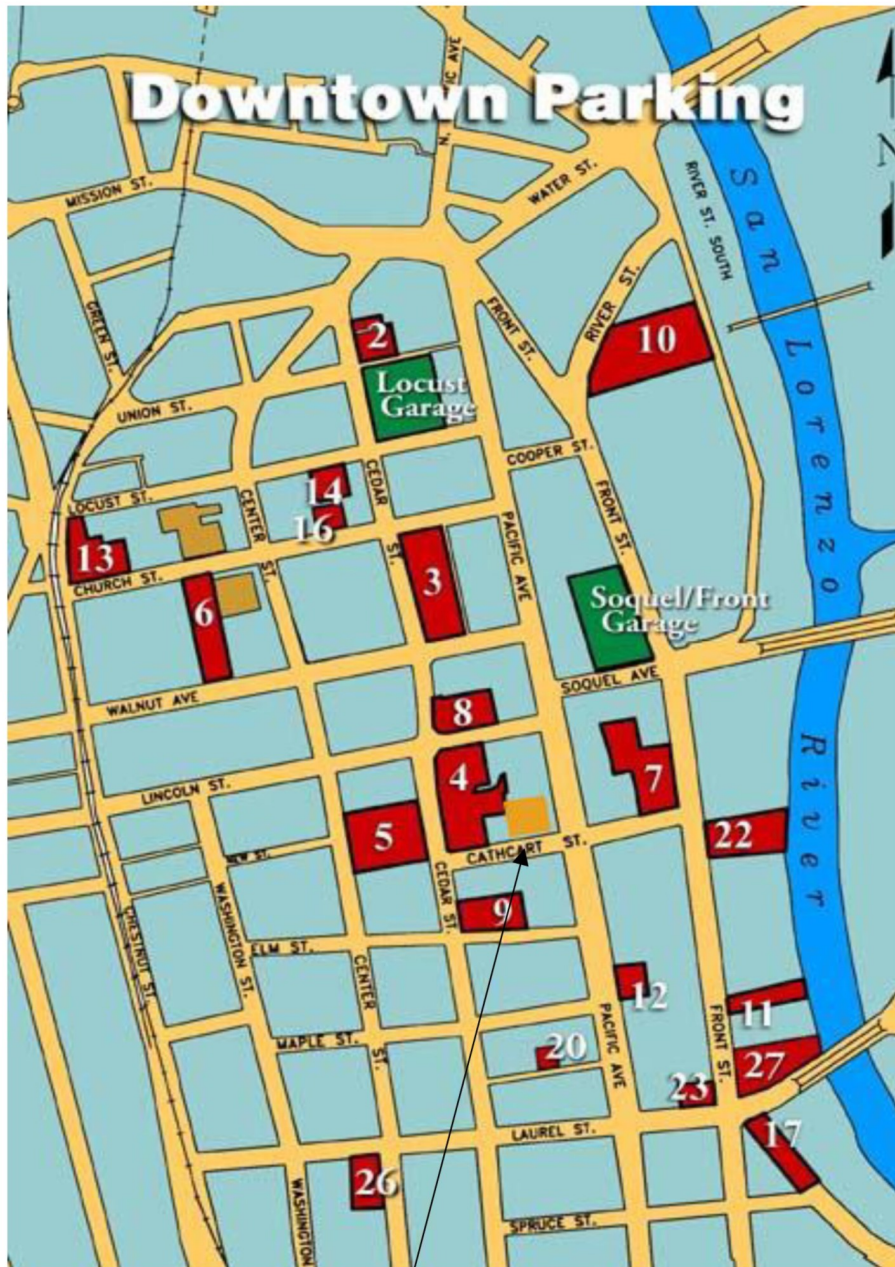 Downtown Parking
N. PACIFIC AVE
N
MISSION ST.
WATER ST.
RIVER ST. SOUTH
San Lorenzo River
GREEN ST.
FRONT ST.
RIVER ST.
2
10
Locust
Garage
UNION ST.
COOPER ST.
LOCUST ST.
CENTER ST.
CEDAR ST.
14
16
PACIFIC AVE
FRONT ST.
13
CHURCH ST.
3
6
Soquel/Front
Garage
SOQUEL AVE
WALNUT AVE
8
4
7
LINCOLN ST.
5
22
NEW ST.
CATHCART ST.
CEDAR ST.
9
WASHINGTON ST.
CHESTNUT ST.
ELM ST.
CENTER ST.
12
11
PACIFIC AVE
FRONT ST.
MAPLE ST.
20
27
23
LAUREL ST.
17
26
WASHINGTON
SPRUCE ST.